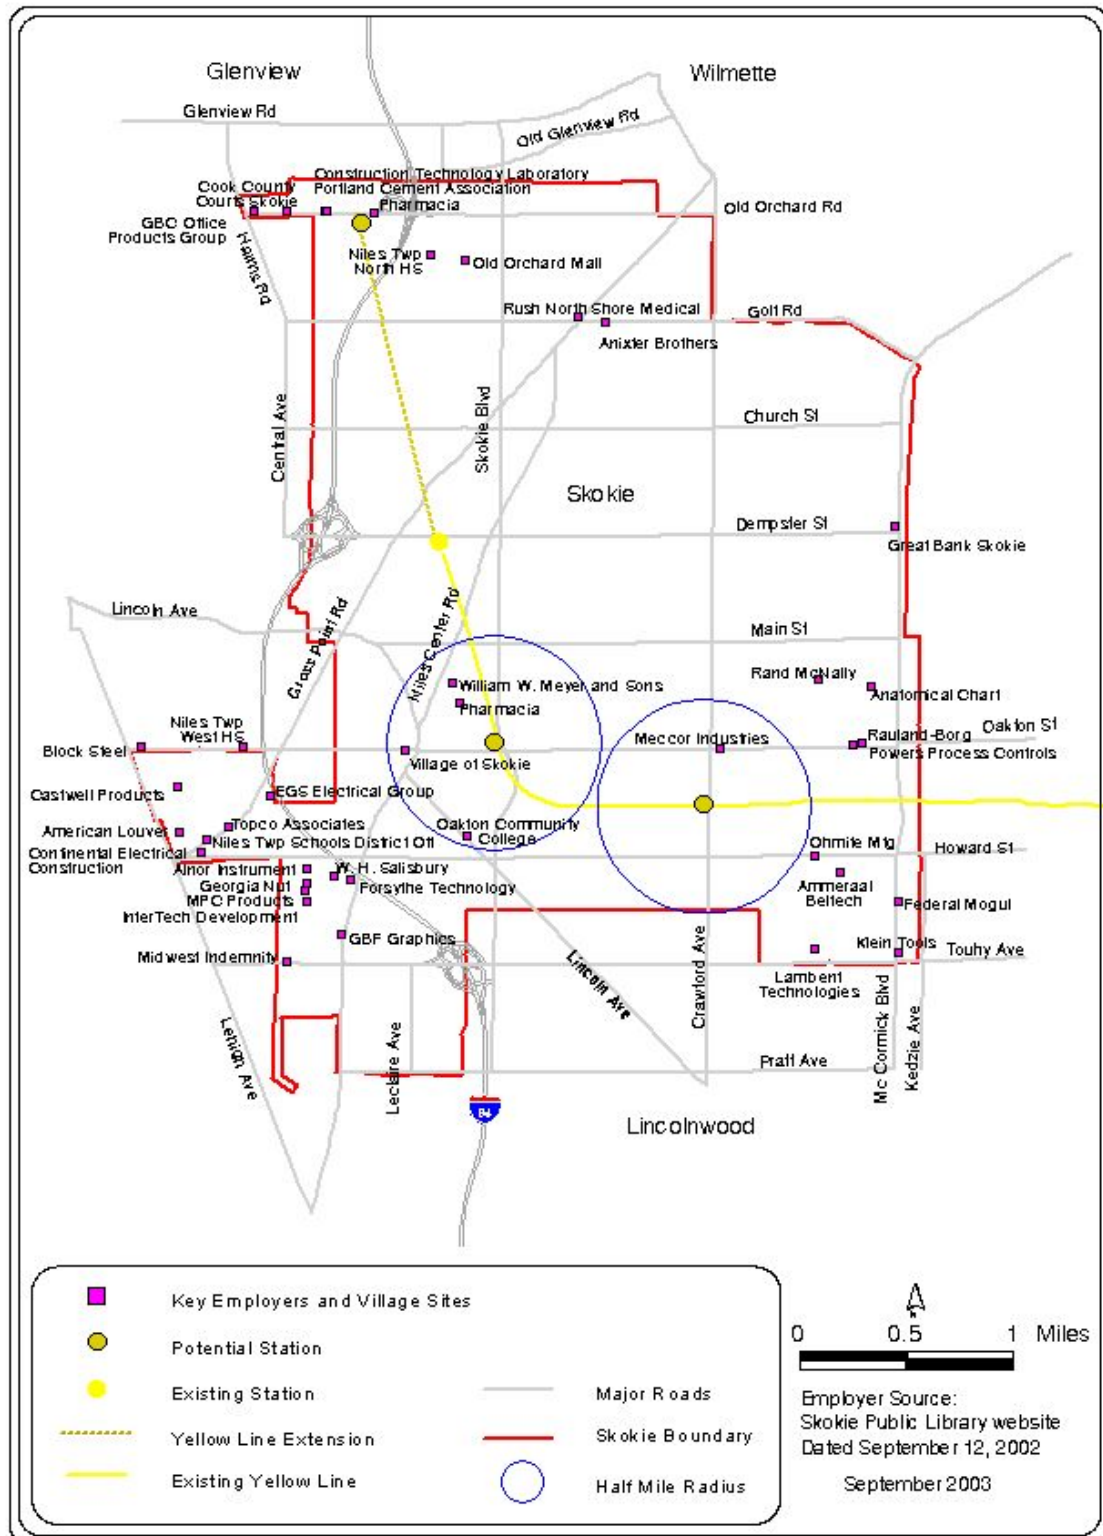 Glenview
Wilmette
Glenview Rd
Old Glenview Rd
Construction Technology Laboratory
Cook County
Portland Cement Association
Courts Skokie
Pharmacia
Old Orchard Rd
GBC Office
Products Group
Harms Rd
Niles Twp
North HS
Old Orchard Mall
Rush North Shore Medical
Golf Rd
Anixter Brothers
Central Ave
Skokie Blvd
Church St
Skokie
Dempster St
Great Bank Skokie
Lincoln Ave
Gross point Rd
Niles Center Rd
Main St
Rand McNally
William W. Meyer and Sons
Anatomical Chart
Pharmacia
Niles Twp
West HS
Oakton St
Block Steel
Meccor Industries
Rauland-Borg
Village of Skokie
Powers Process Controls
Castwell Products
EGS Electrical Group
Topco Associates
Oakton Community
College
American Louver
Niles Twp Schools District Off
Ohmite Mfg
Howard St
Continental Electrical
Construction
Alnor Instrument
W. H. Salisbury
Georgia Nut
Forsythe Technology
Ammeraal
Beltech
MPC Products
Federal Mogul
InterTech Development
GBF Graphics
Klein Tools
Midwest Indemnity
Touhy Ave
Lincoln Ave
Crawford Ave
Lambent
Technologies
Mc Cormick Blvd
Kedzie Ave
Lehigh Ave
Leclaire Ave
Pratt Ave
94
Lincolnwood
Key Employers and Village Sites
Potential Station
Existing Station
Yellow Line Extension
Existing Yellow Line
Major Roads
Skokie Boundary
Half Mile Radius
N
0 0.5 1 Miles
Employer Source:
Skokie Public Library website
Dated September 12, 2002
September 2003